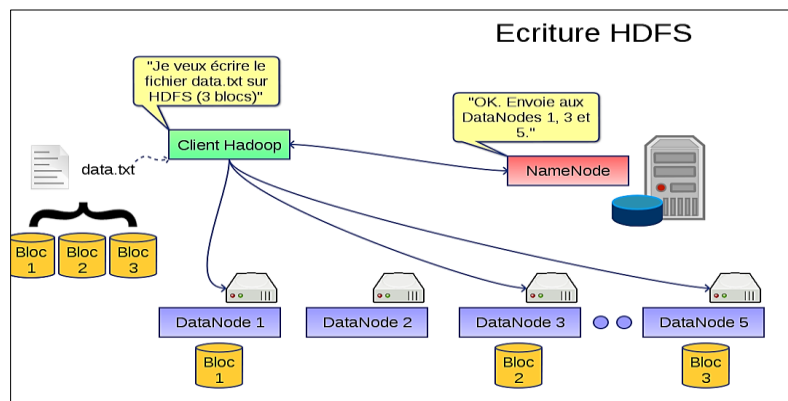 Ecriture HDFS
"Je veux écrire le
fichier data.txt sur
HDFS (3 blocs)"
"OK. Envoie aux
DataNodes 1, 3 et
5."
Client Hadoop
NameNode
data.txt
Bloc
1
Bloc
2
Bloc
3
DataNode 1
DataNode 2
DataNode 3
DataNode 5
Bloc
1
Bloc
2
Bloc
3